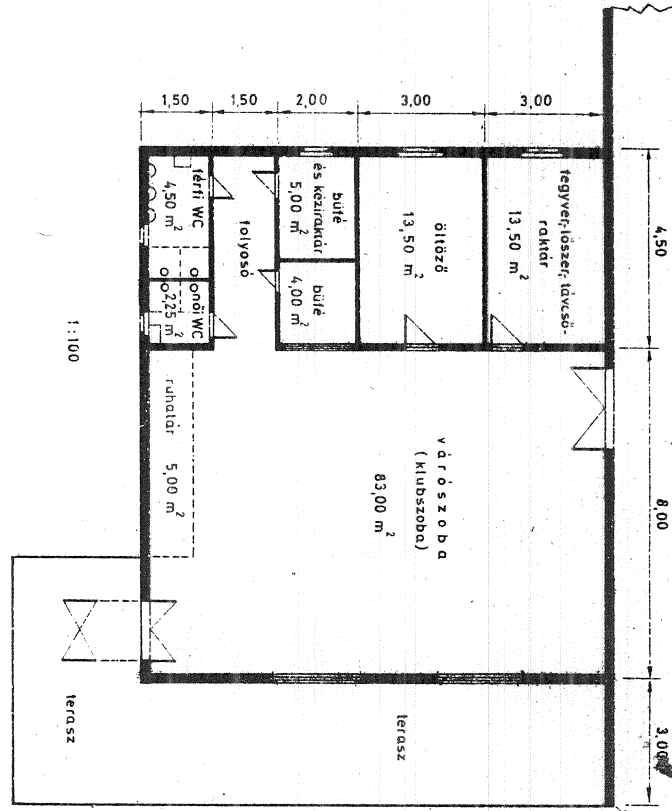 1,50
1,50
2,00
3,00
3,00
4,50
8,00
3,00
férfi WC
4,50 m²
női WC
2,25 m²
folyosó
büfé
és kéziraktár
5,00 m²
büfé
4,00 m²
öltöző
13,50 m²
fegyver, lőszer, távcső-
raktár
13,50 m²
ruhatár 5,00 m²
várószoba
(klubszoba)
83,00 m²
1:100
terasz
terasz